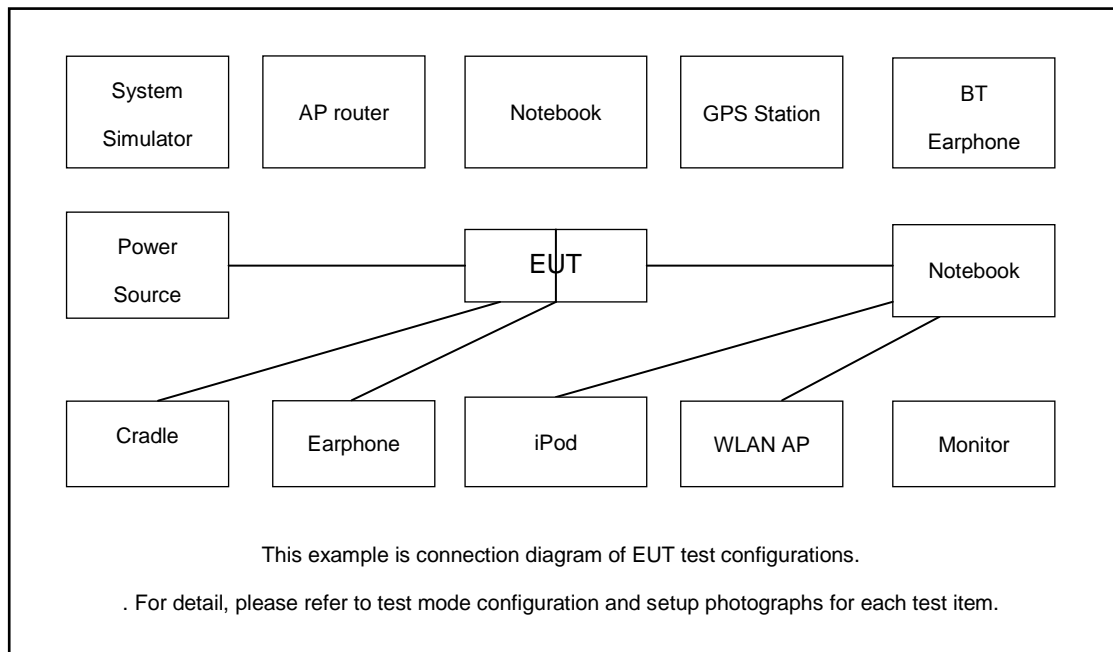 System
Simulator
AP router
Notebook
GPS Station
BT
Earphone
Power
Source
EUT
Notebook
Cradle
Earphone
iPod
WLAN AP
Monitor
This example is connection diagram of EUT test configurations.
. For detail, please refer to test mode configuration and setup photographs for each test item.